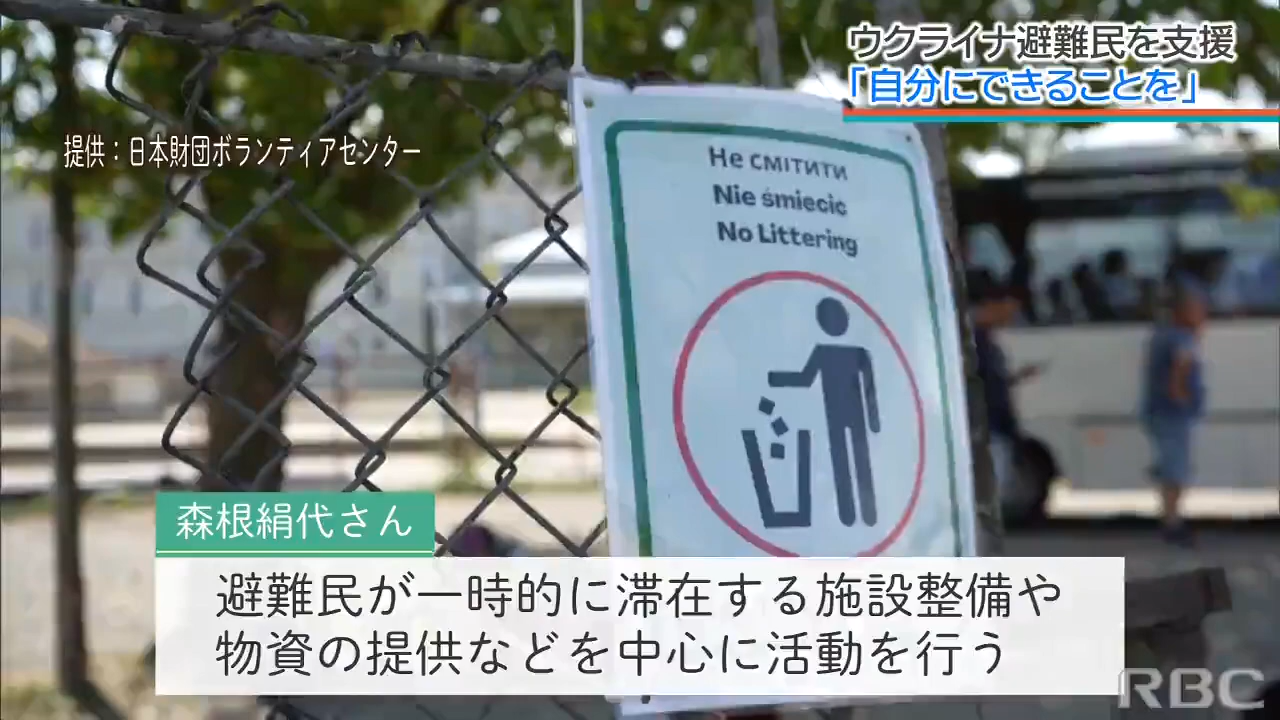 ウクライナ避難民を支援
「自分にできることを」
提供：日本財団ボランティアセンター
Не смітити
Nie śmiecić
No Littering
森根絹代さん
避難民が一時的に滞在する施設整備や
物資の提供などを中心に活動を行う
RBC